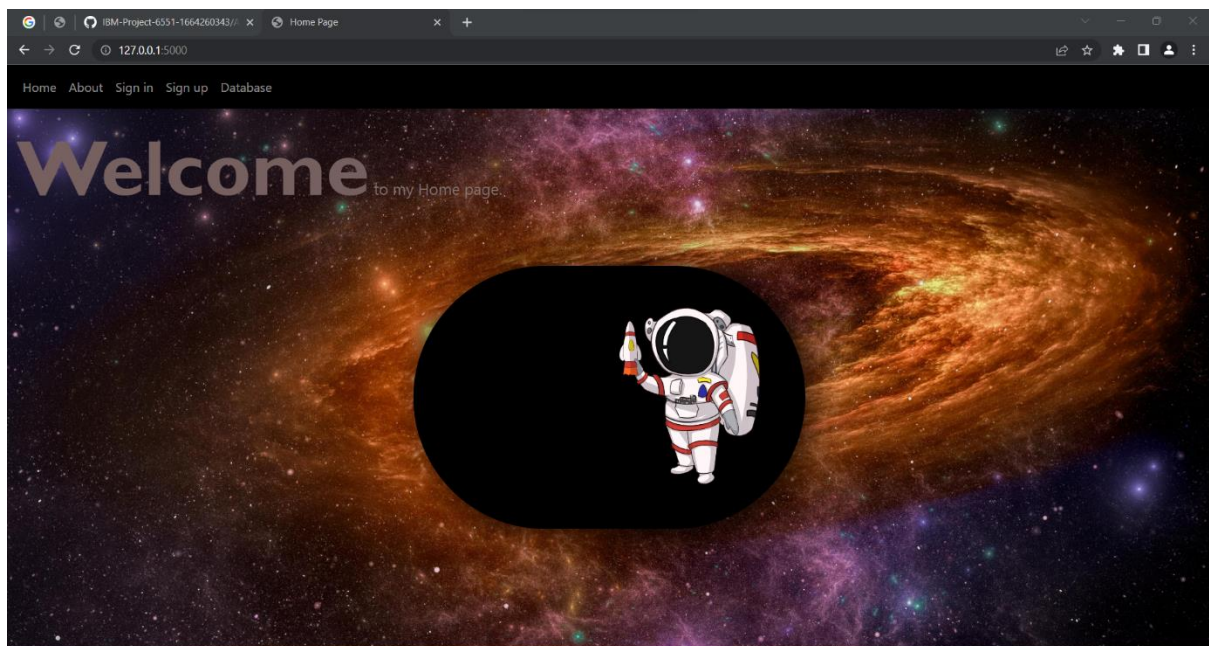 IBM-Project-6551-1664260343//
Home Page
127.0.0.1:5000
Home About Sign in Sign up Database
Welcome to my Home page..